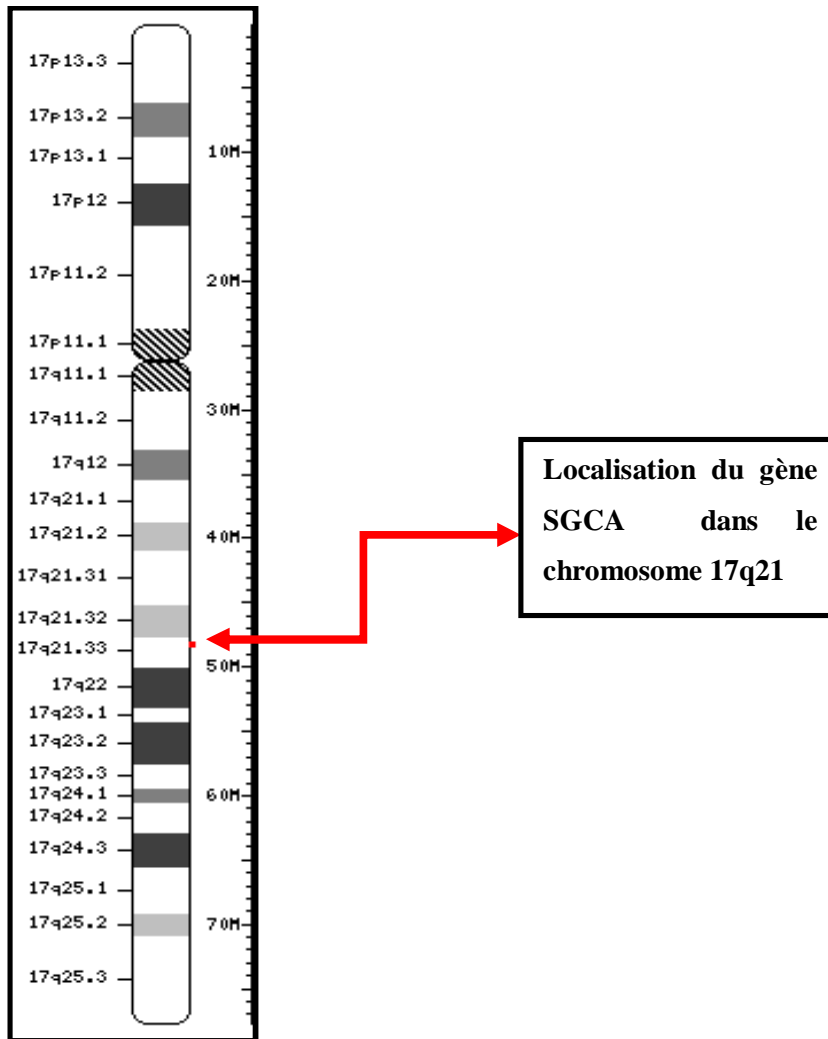 17p13.3
17p13.2
17p13.1
17p12
17p11.2
17p11.1
17q11.1
17q11.2
17q12
17q21.1
17q21.2
17q21.31
17q21.32
17q21.33
17q22
17q23.1
17q23.2
17q23.3
17q24.1
17q24.2
17q24.3
17q25.1
17q25.2
17q25.3
10M
20M
30M
40M
50M
60M
70M
Localisation du gène
SGCA dans le
chromosome 17q21